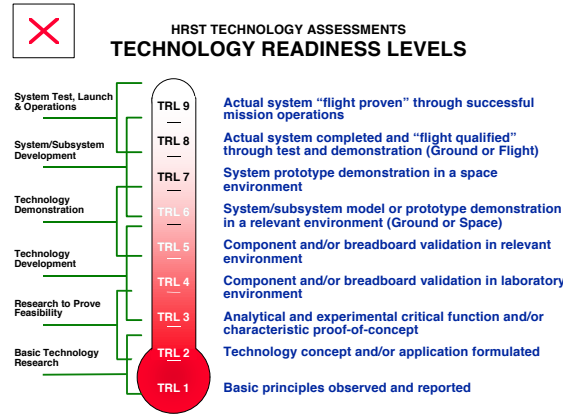 HRST TECHNOLOGY ASSESSMENTS
TECHNOLOGY READINESS LEVELS
System Test, Launch
& Operations
System/Subsystem
Development
Technology
Demonstration
Technology
Development
Research to Prove
Feasibility
Basic Technology
Research
TRL 9
Actual system “flight proven” through successful
mission operations
TRL 8
Actual system completed and “flight qualified”
through test and demonstration (Ground or Flight)
TRL 7
System prototype demonstration in a space
environment
TRL 6
System/subsystem model or prototype demonstration
in a relevant environment (Ground or Space)
TRL 5
Component and/or breadboard validation in relevant
environment
TRL 4
Component and/or breadboard validation in laboratory
environment
TRL 3
Analytical and experimental critical function and/or
characteristic proof-of-concept
TRL 2
Technology concept and/or application formulated
TRL 1
Basic principles observed and reported